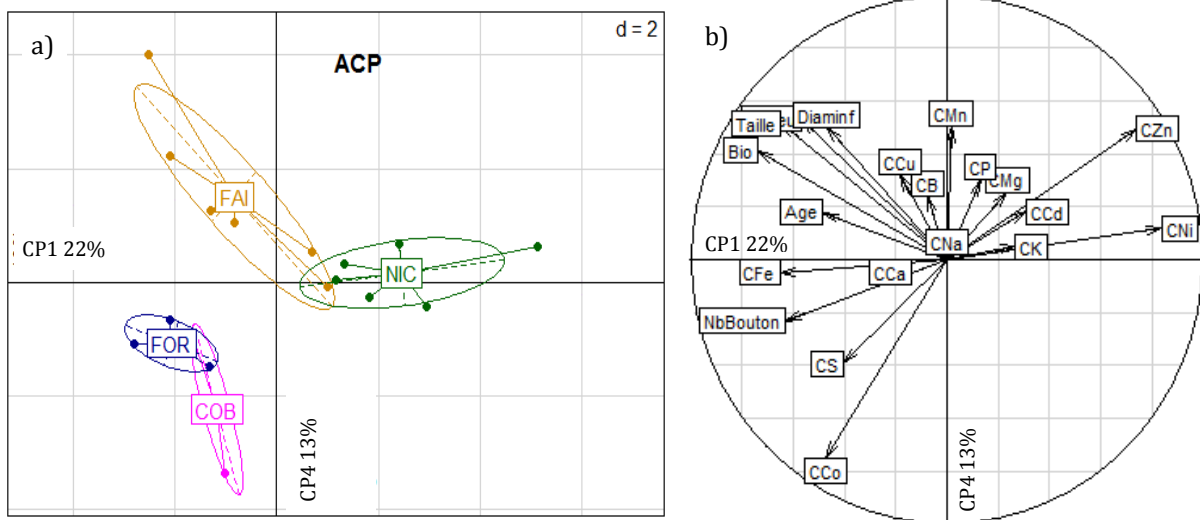 a)
ACP
d = 2
FAI
CP1 22%
NIC
FOR
COB
CP4 13%
b)
Taille
Diaminf
CMn
CZn
Bio
CCu
CB
CP
CMg
Age
CCd
CNi
CP1 22%
CNa
CK
CFe
CCa
NbBouton
CS
CCo
CP4 13%